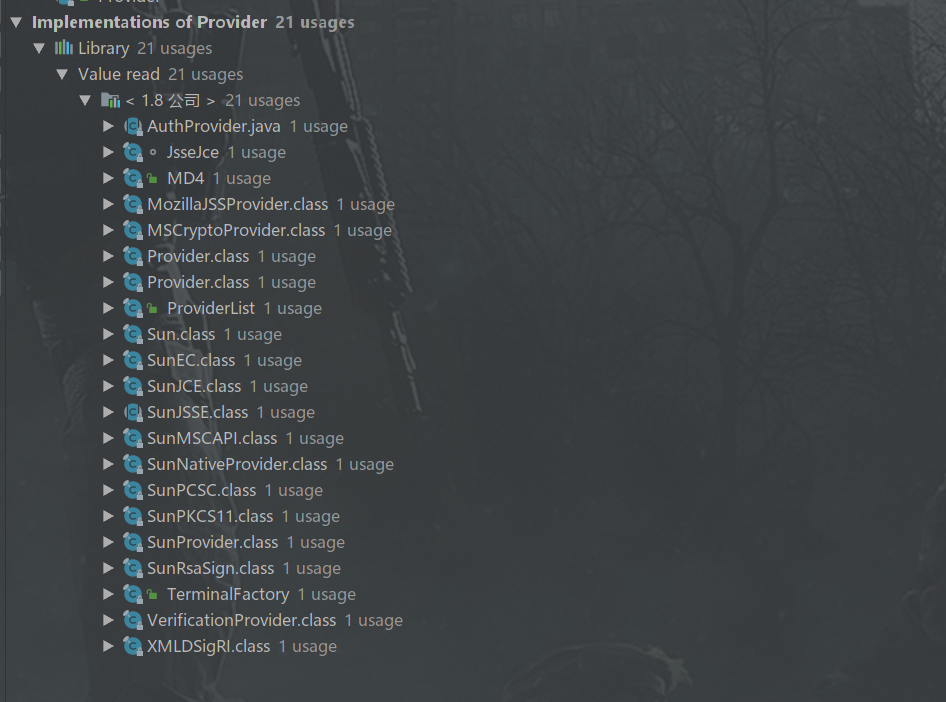 Provider
Implementations of Provider 21 usages
Library 21 usages
Value read 21 usages
< 1.8 公司 > 21 usages
AuthProvider.java 1 usage
JsseJce 1 usage
MD4 1 usage
MozillaJSSProvider.class 1 usage
MSCryptoProvider.class 1 usage
Provider.class 1 usage
Provider.class 1 usage
ProviderList 1 usage
Sun.class 1 usage
SunEC.class 1 usage
SunJCE.class 1 usage
SunJSSE.class 1 usage
SunMSCAPI.class 1 usage
SunNativeProvider.class 1 usage
SunPCSC.class 1 usage
SunPKCS11.class 1 usage
SunProvider.class 1 usage
SunRsaSign.class 1 usage
TerminalFactory 1 usage
VerificationProvider.class 1 usage
XMLDSigRI.class 1 usage